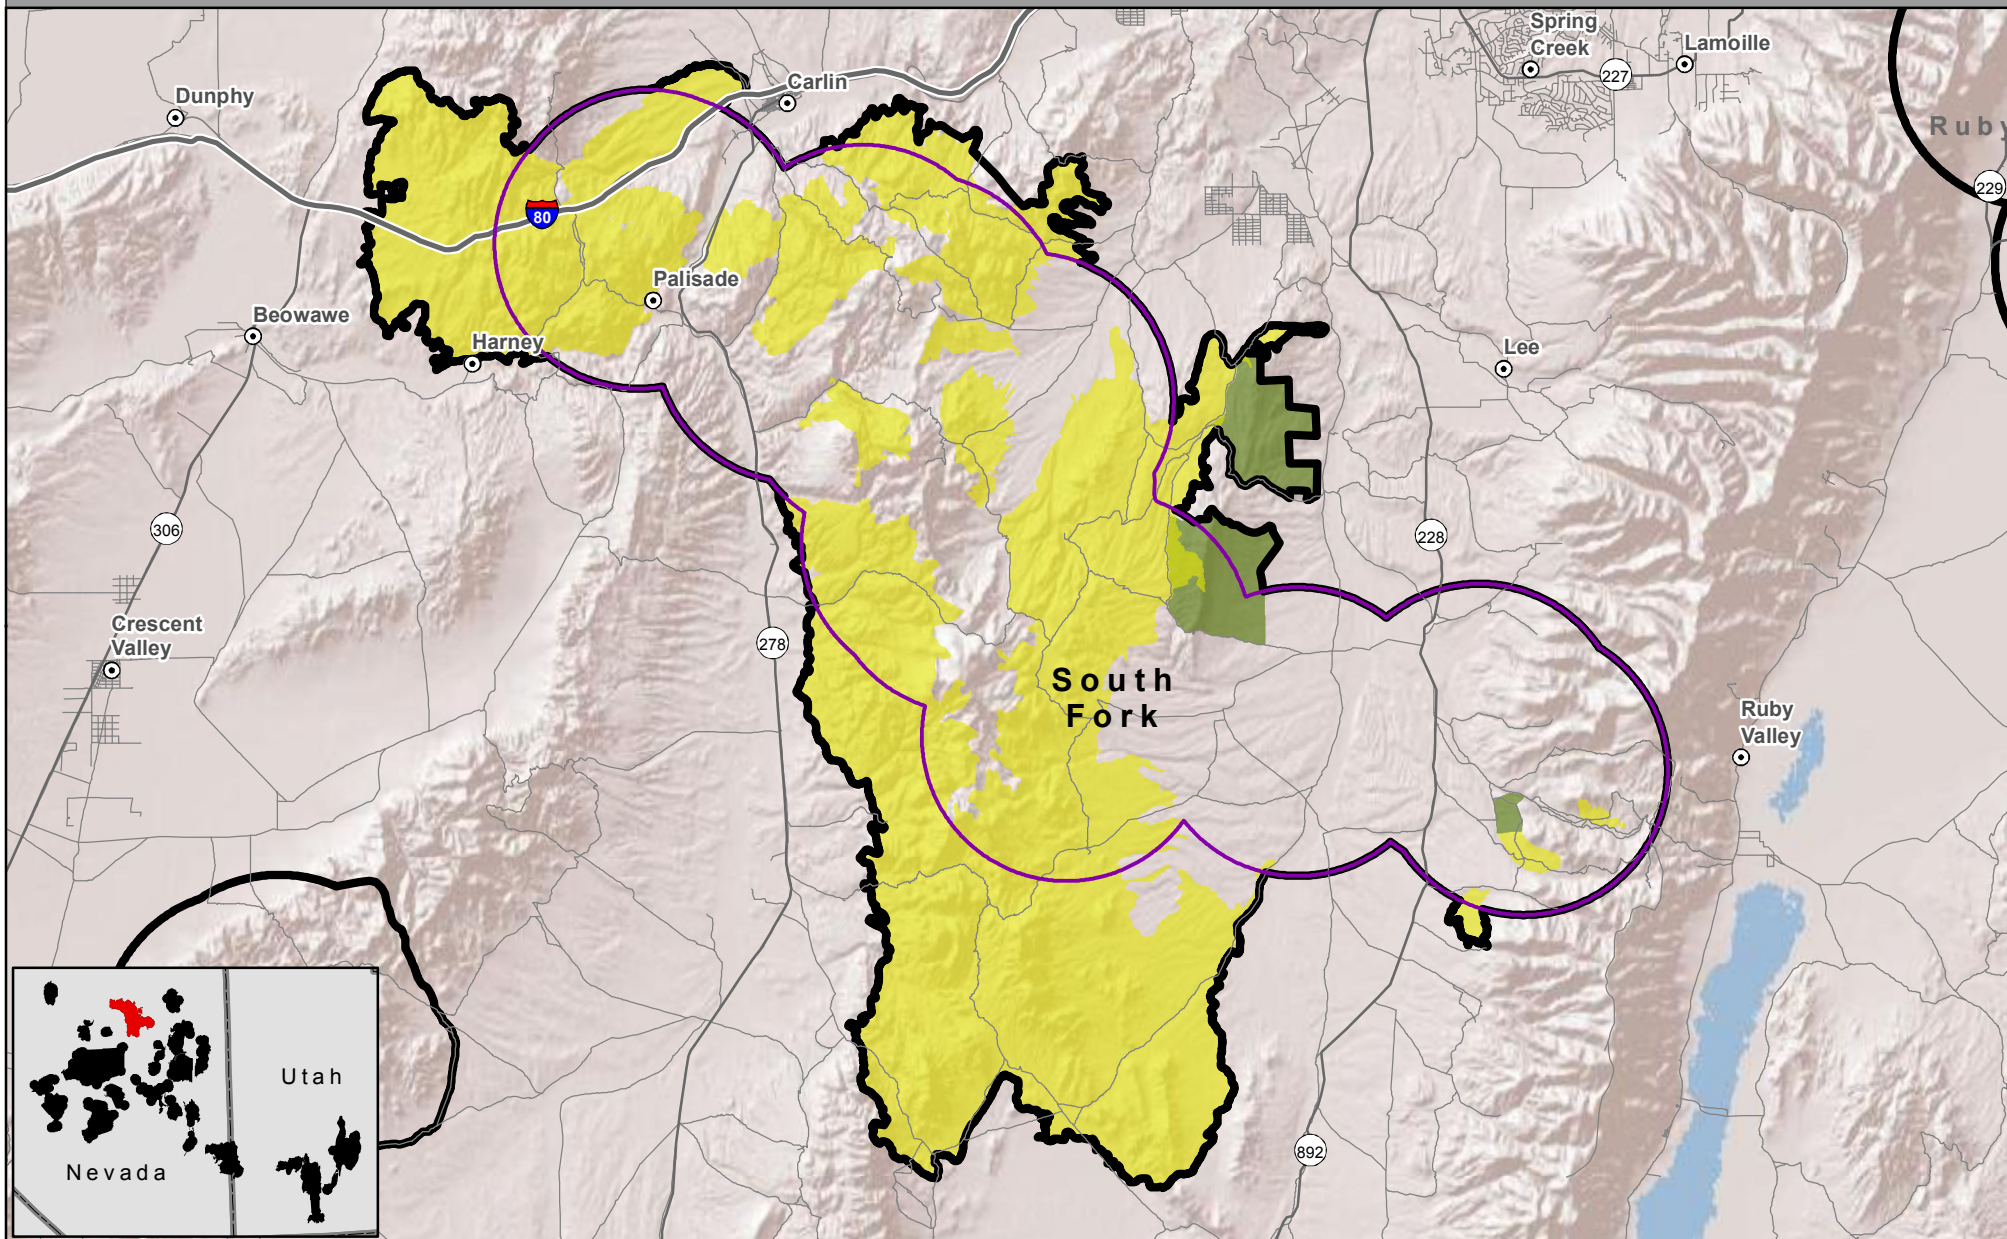 Spring
Creek
Lamoille
227
Carlin
Dunphy
Ruby
229
80
Palisade
Beowawe
Harney
Lee
306
228
Crescent
Valley
278
South
Fork
Ruby
Valley
Utah
Nevada
892